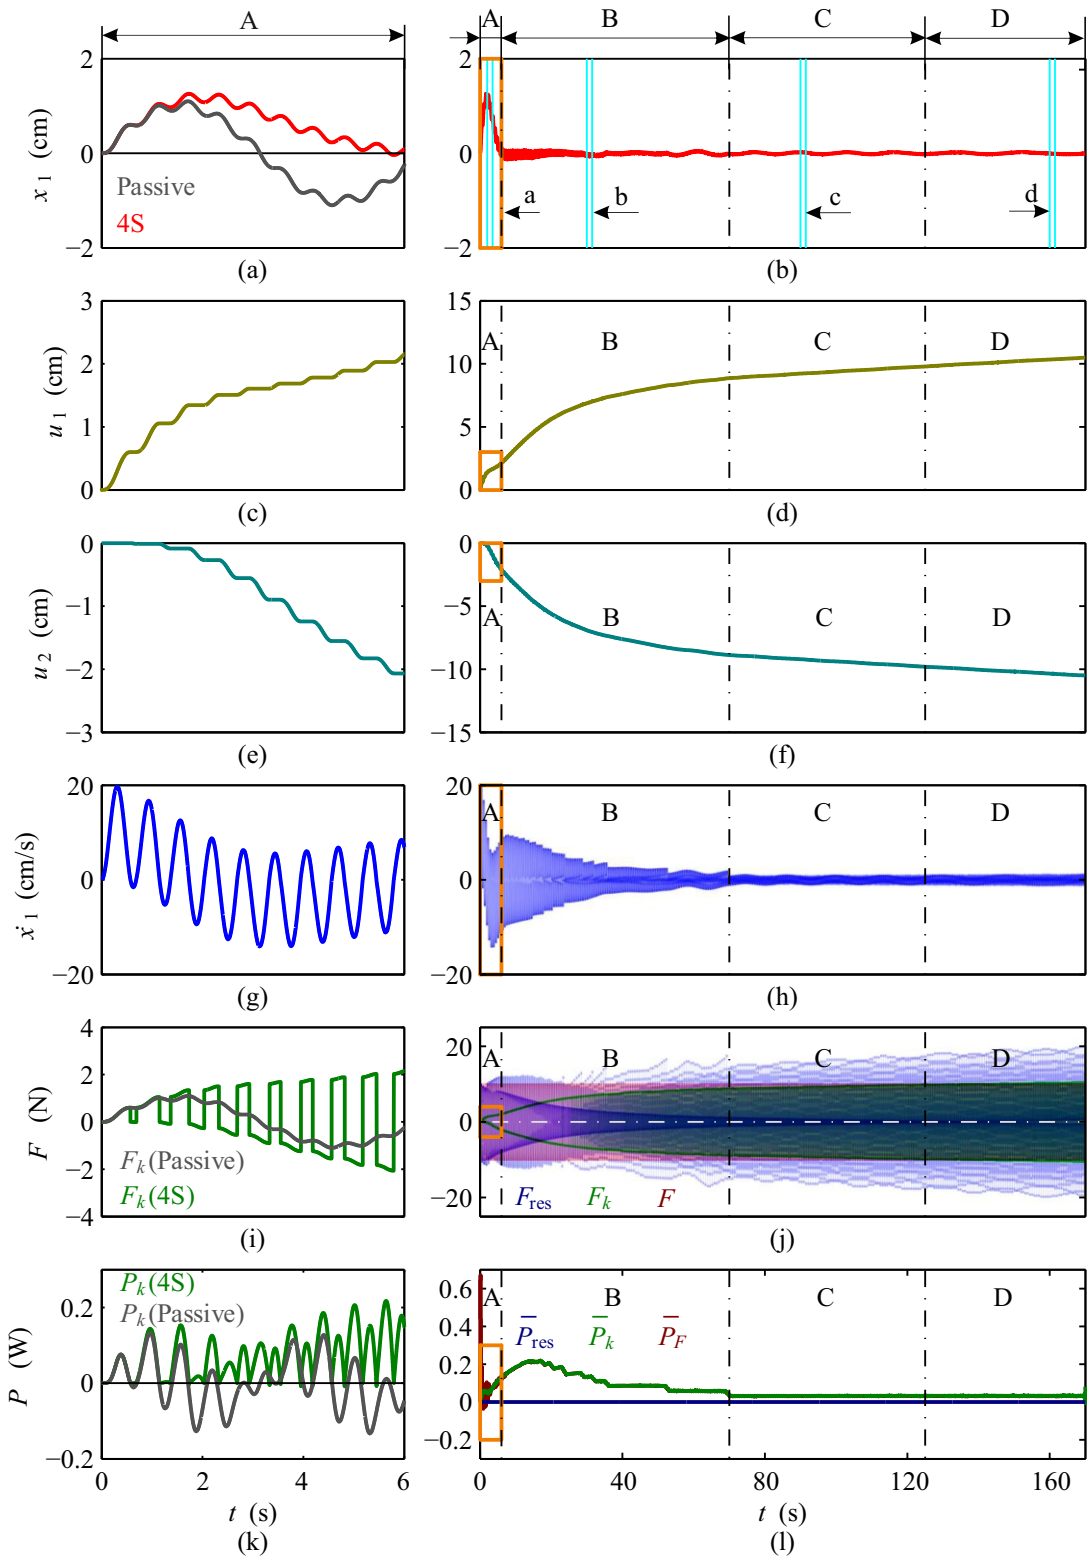 A
A B C D
2
1
0
−2
x 1 (cm)
Passive
4S
(a)
2
0
−2
a b c d
(b)
3
2
1
0
u 1 (cm)
(c)
15
10
5
0
A B C D
(d)
0
−1
−2
−3
u 2 (cm)
(e)
0
−5
−10
−15
A B C D
(f)
20
0
−20
ẋ 1 (cm/s)
(g)
20
0
−20
A B C D
(h)
4
2
0
−2
−4
F (N)
F k (Passive)
F k (4S)
(i)
20
0
−20
A B C D
F res F k F
(j)
P k (4S)
P k (Passive)
0.2
0
−0.2
P (W)
0 2 4 6
t (s)
(k)
0.6
0.4
0.2
0
−0.2
A B C D
P̅ res P̅ k P̅ F
0 40 80 120 160
t (s)
(l)